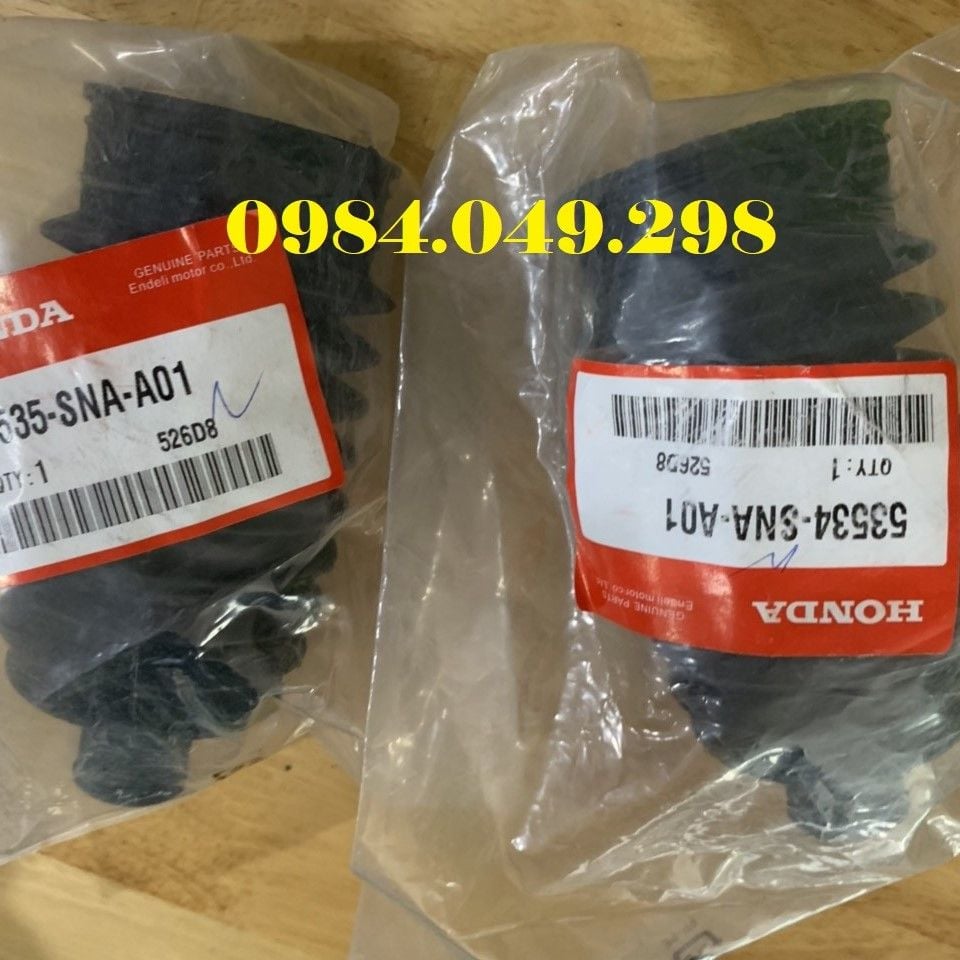 0984.049.298
GENUINE PARTS
Endeli motor co .,Ltd.
NDA
535-SNA-A01
526D8
QTY : 1
HONDA
GENUINE PARTS
Endeli motor co .,Ltd.
53534-SNA-A01
QTY : 1
526D8